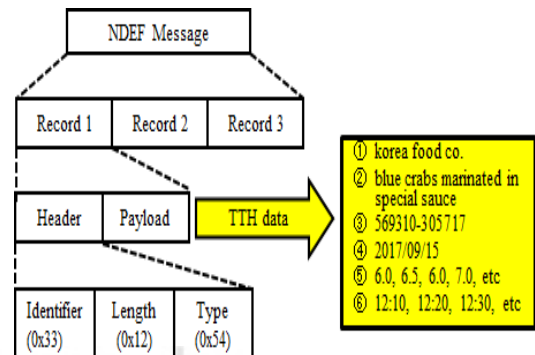 NDEF Message
Record 1 Record 2 Record 3
Header Payload TTH data
Identifier Length Type
(0x33) (0x12) (0x54)
① korea food co.
② blue crabs marinated in
special sauce
③ 569310-305717
④ 2017/09/15
⑤ 6.0, 6.5, 6.0, 7.0, etc
⑥ 12:10, 12:20, 12:30, etc